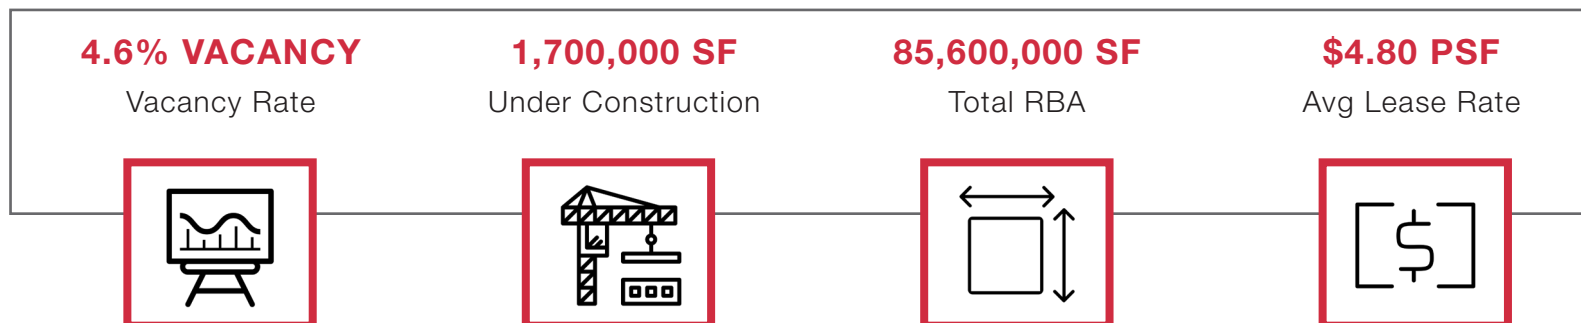 4.6% VACANCY
Vacancy Rate
1,700,000 SF
Under Construction
85,600,000 SF
Total RBA
$4.80 PSF
Avg Lease Rate
$